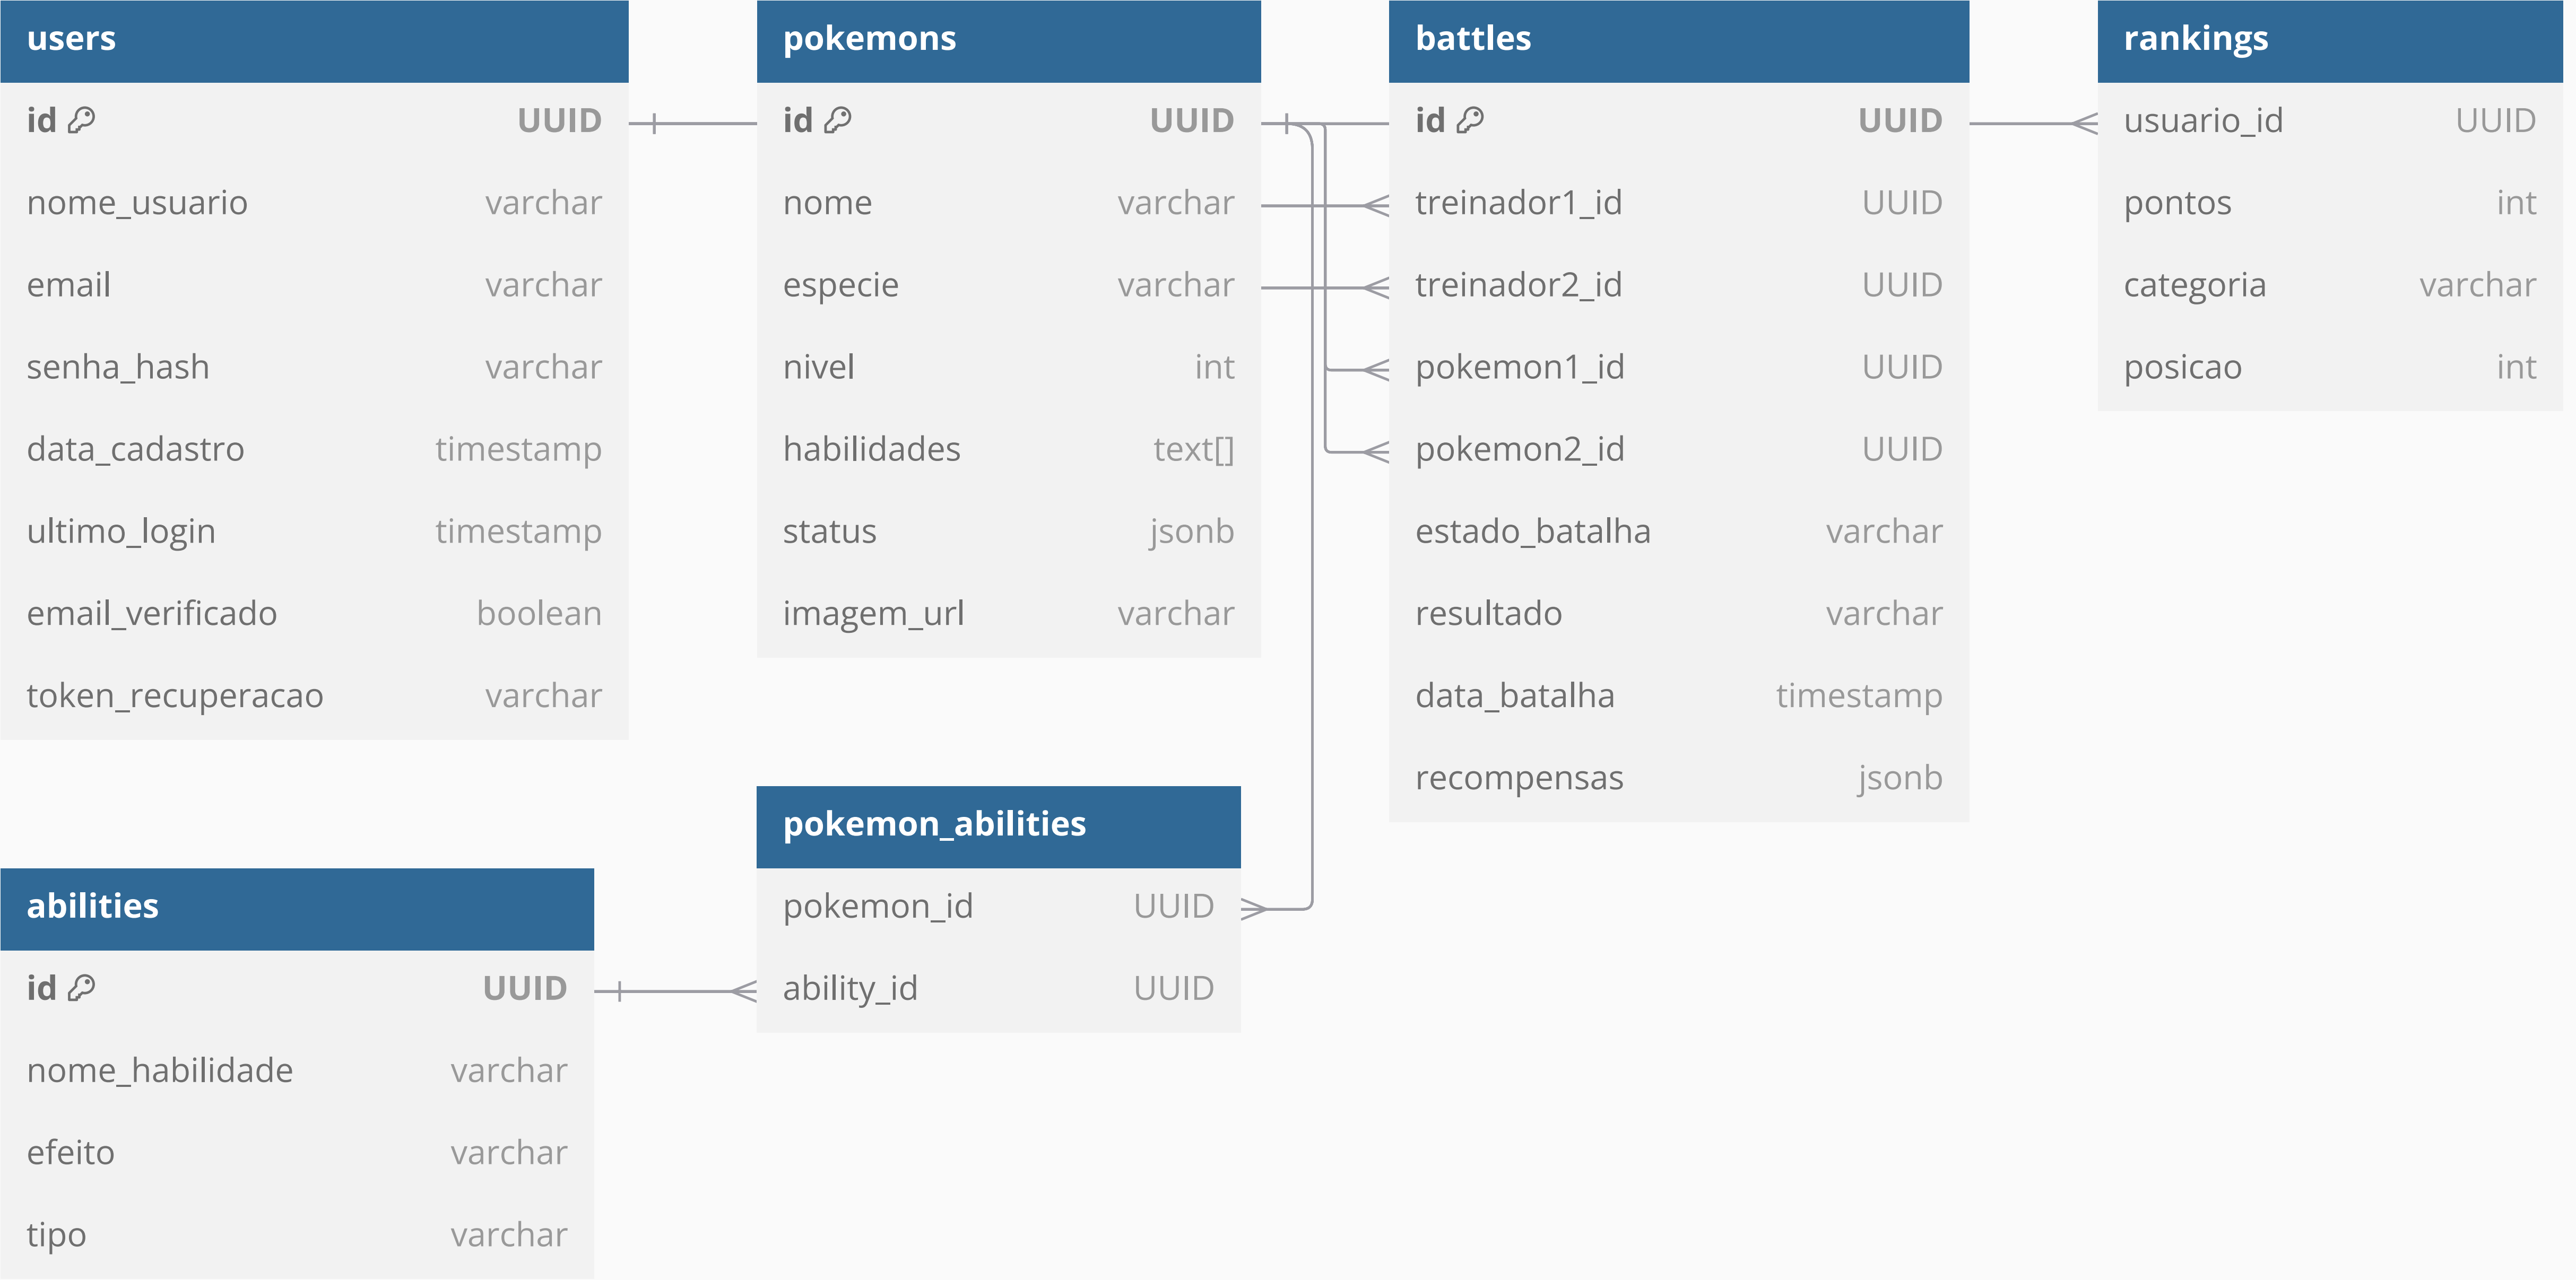 users
id UUID
nome_usuario varchar
email varchar
senha_hash varchar
data_cadastro timestamp
ultimo_login timestamp
email_verificado boolean
token_recuperacao varchar
pokemons
id UUID
nome varchar
especie varchar
nivel int
habilidades text[]
status jsonb
imagem_url varchar
battles
id UUID
treinador1_id UUID
treinador2_id UUID
pokemon1_id UUID
pokemon2_id UUID
estado_batalha varchar
resultado varchar
data_batalha timestamp
recompensas jsonb
rankings
usuario_id UUID
pontos int
categoria varchar
posicao int
pokemon_abilities
pokemon_id UUID
ability_id UUID
abilities
id UUID
nome_habilidade varchar
efeito varchar
tipo varchar